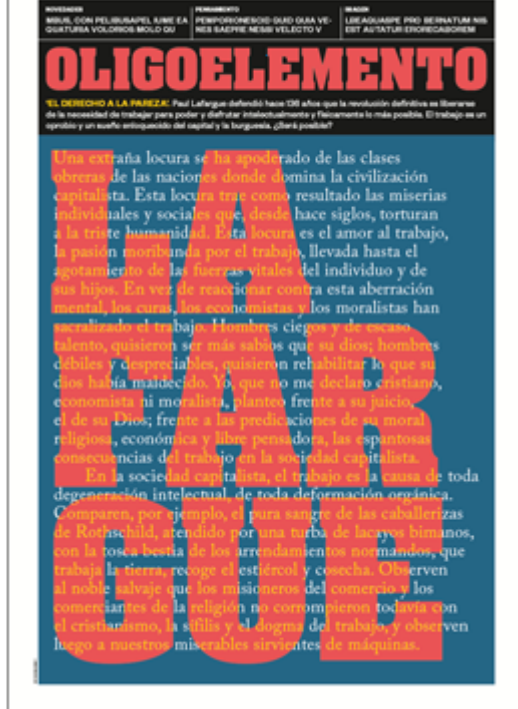 NOVEDADES
MBUS, CON PELIBUSAPEL IUME EA
QUATURIA VOLORIOS MOLO QU
PENSAMIENTO
PEMPORIONESCID QUID QUIA VE-
NES SAEPRE NESSI VELECTO V
IMAGEN
LBEAQUASPE PRO BERNATUM NIS
EST AUTATUR ERORECABOREM
OLIGOELEMENTO
'EL DERECHO A LA PAREZA'. Paul Lafargue defendió hace 136 años que la revolución definitiva es liberarse
de la necesidad de trabajar para poder y disfrutar intelectualmente y físicamente lo más posible. El trabajo es un
oprobio y un sueño enloquecido del capital y la burguesía. ¿Será posible?
LA
FAR
GUE
Una extraña locura se ha apoderado de las clases
obreras de las naciones donde domina la civilización
capitalista. Esta locura trae como resultado las miserias
individuales y sociales que, desde hace siglos, torturan
a la triste humanidad. Esta locura es el amor al trabajo,
la pasión moribunda por el trabajo, llevada hasta el
agotamiento de las fuerzas vitales del individuo y de
sus hijos. En vez de reaccionar contra esta aberración
mental, los curas, los economistas y los moralistas han
sacralizado el trabajo. Hombres ciegos y de escaso
talento, quisieron ser más sabios que su dios; hombres
débiles y despreciables, quisieron rehabilitar lo que su
dios había maldecido. Yo, que no me declaro cristiano,
economista ni moralista, planteo frente a su juicio,
el de su Dios; frente a las predicaciones de su moral
religiosa, económica y libre pensadora, las espantosas
consecuencias del trabajo en la sociedad capitalista.
En la sociedad capitalista, el trabajo es la causa de toda
degeneración intelectual, de toda deformación orgánica.
Comparen, por ejemplo, el pura sangre de las caballerizas
de Rothschild, atendido por una turba de lacayos bimanos,
con la tosca bestia de los arrendamientos normandos, que
trabaja la tierra, recoge el estiércol y cosecha. Observen
al noble salvaje que los misioneros del comercio y los
comerciantes de la religión no corrompieron todavía con
el cristianismo, la sífilis y el dogma del trabajo, y observen
luego a nuestros miserables sirvientes de máquinas.